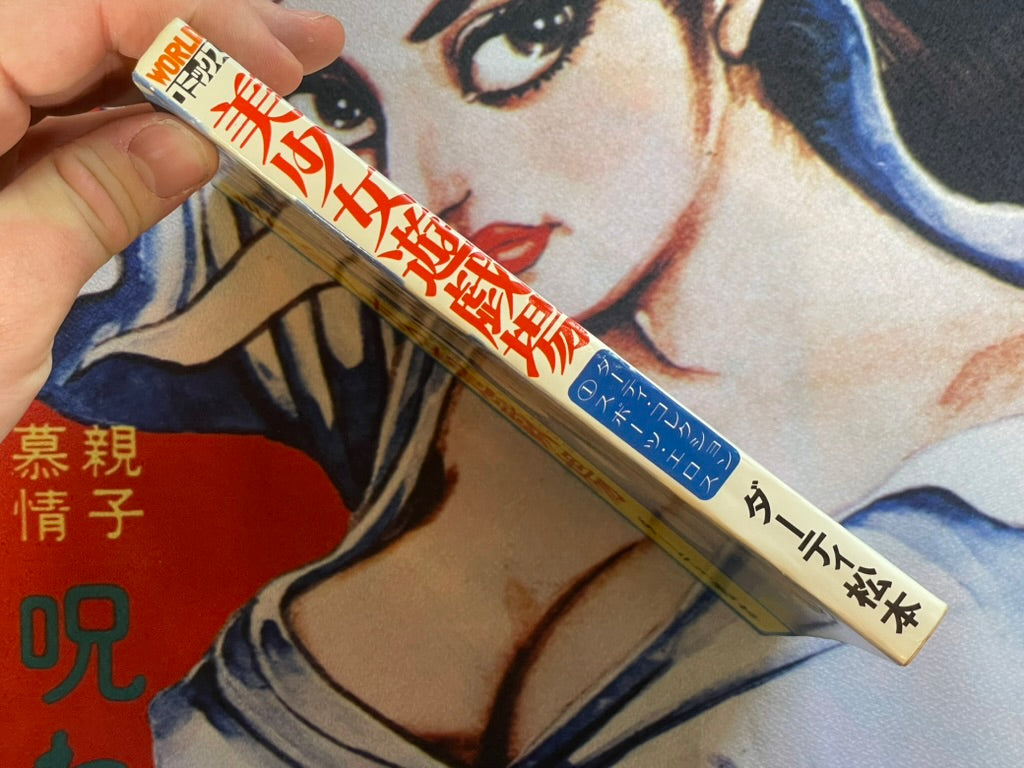 WORLD
コミックス
美少女遊戯場
ダーティ・コレクション
①スポーツ・エロス
ダーティ松本
親子
慕情
呪